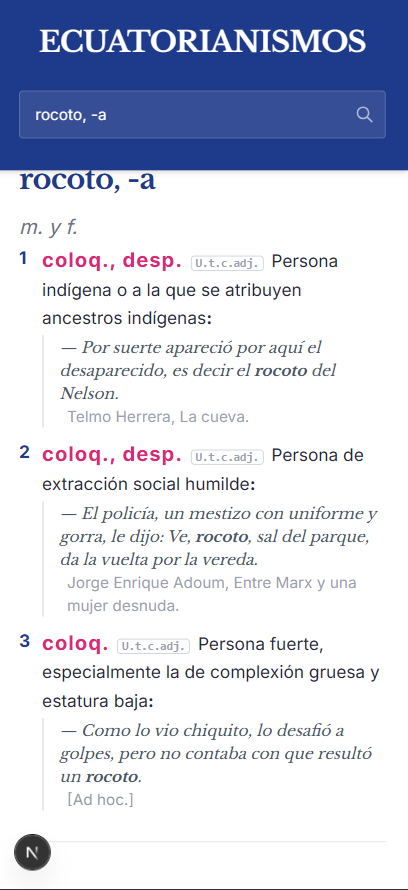 ECUATORIANISMOS
rocoto, -a
rocoto, -a
m. y f.
1 coloq., desp. U.t.c.adj. Persona
indígena o a la que se atribuyen
ancestros indígenas:
— Por suerte apareció por aquí el
desaparecido, es decir el rocoto del
Nelson.
Telmo Herrera, La cueva.
2 coloq., desp. U.t.c.adj. Persona de
extracción social humilde:
— El policía, un mestizo con uniforme y
gorra, le dijo: Ve, rocoto, sal del parque,
da la vuelta por la vereda.
Jorge Enrique Adoum, Entre Marx y una
mujer desnuda.
3 coloq. U.t.c.adj. Persona fuerte,
especialmente la de complexión gruesa y
estatura baja:
— Como lo vio chiquito, lo desafió a
golpes, pero no contaba con que resultó
un rocoto.
[Ad hoc.]
N